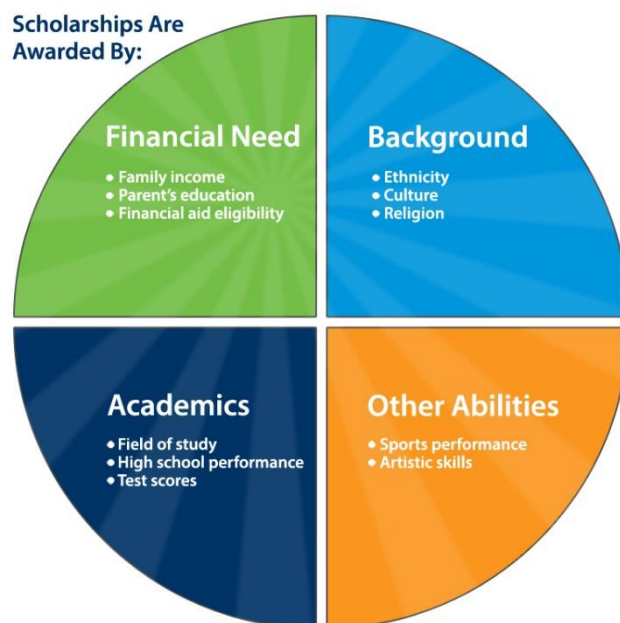 Scholarships Are
Awarded By:
Financial Need
• Family income
• Parent's education
• Financial aid eligibility
Background
• Ethnicity
• Culture
• Religion
Academics
• Field of study
• High school performance
• Test scores
Other Abilities
• Sports performance
• Artistic skills